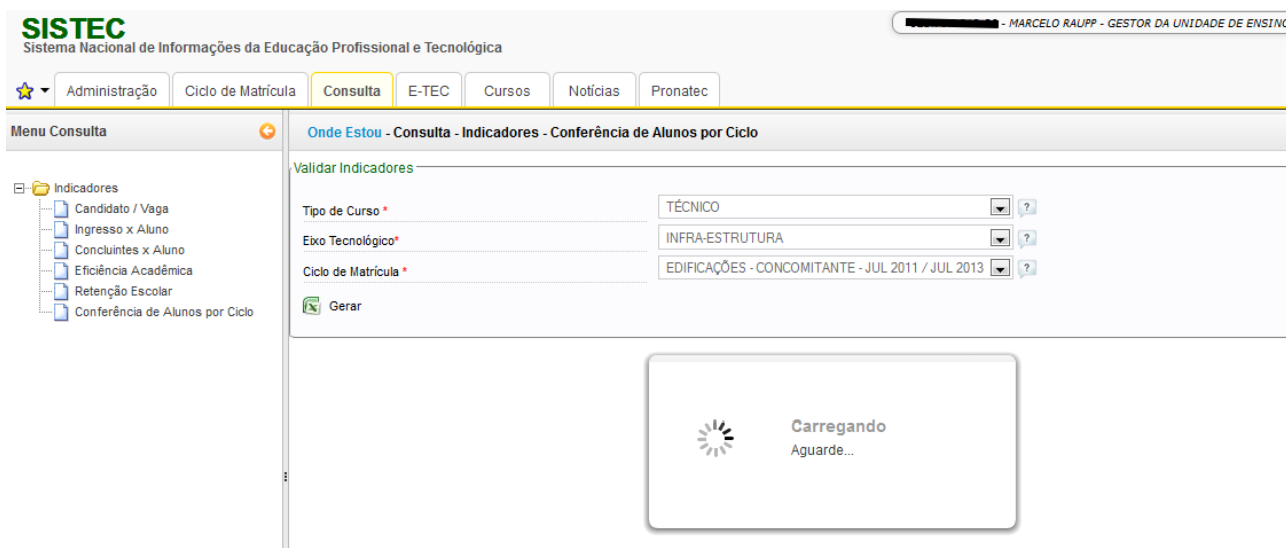 SISTEC
Sistema Nacional de Informações da Educação Profissional e Tecnológica
- MARCELO RAUPP - GESTOR DA UNIDADE DE ENSINO
Administração Ciclo de Matrícula Consulta E-TEC Cursos Notícias Pronatec
Menu Consulta
Onde Estou - Consulta - Indicadores - Conferência de Alunos por Ciclo
Indicadores
Candidato / Vaga
Ingresso x Aluno
Concluintes x Aluno
Eficiência Acadêmica
Retenção Escolar
Conferência de Alunos por Ciclo
Validar Indicadores
Tipo de Curso * TÉCNICO ?
Eixo Tecnológico* INFRA-ESTRUTURA ?
Ciclo de Matrícula * EDIFICAÇÕES - CONCOMITANTE - JUL 2011 / JUL 2013 ?
Gerar
Carregando
Aguarde...